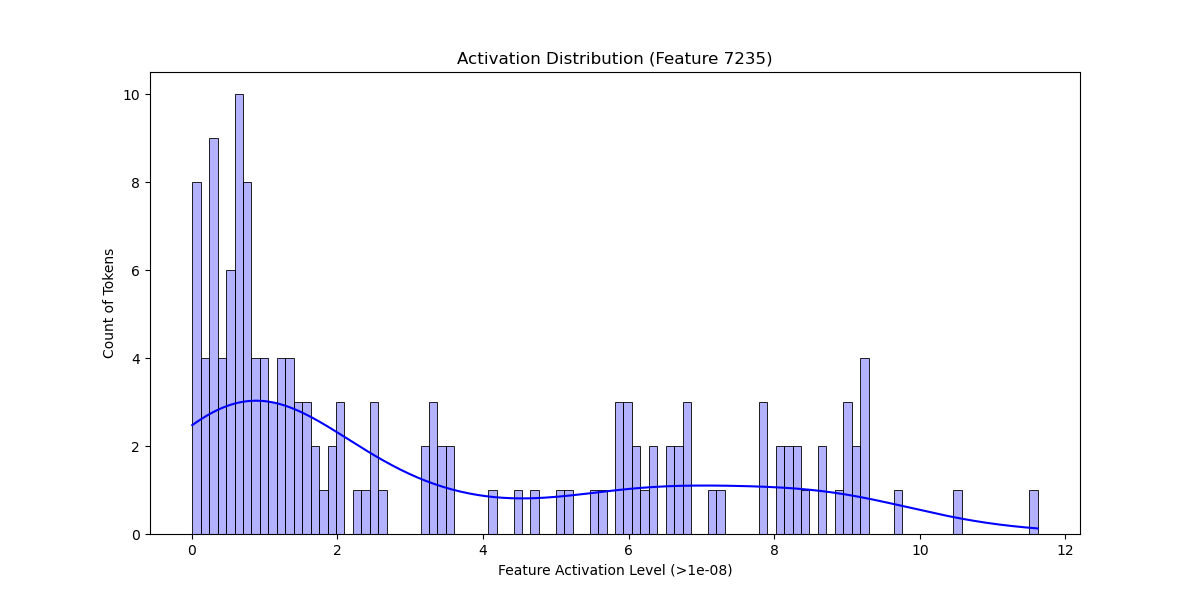 Activation Distribution (Feature 7235)
10
8
6
4
2
0
Count of Tokens
0 2 4 6 8 10 12
Feature Activation Level (>1e-08)